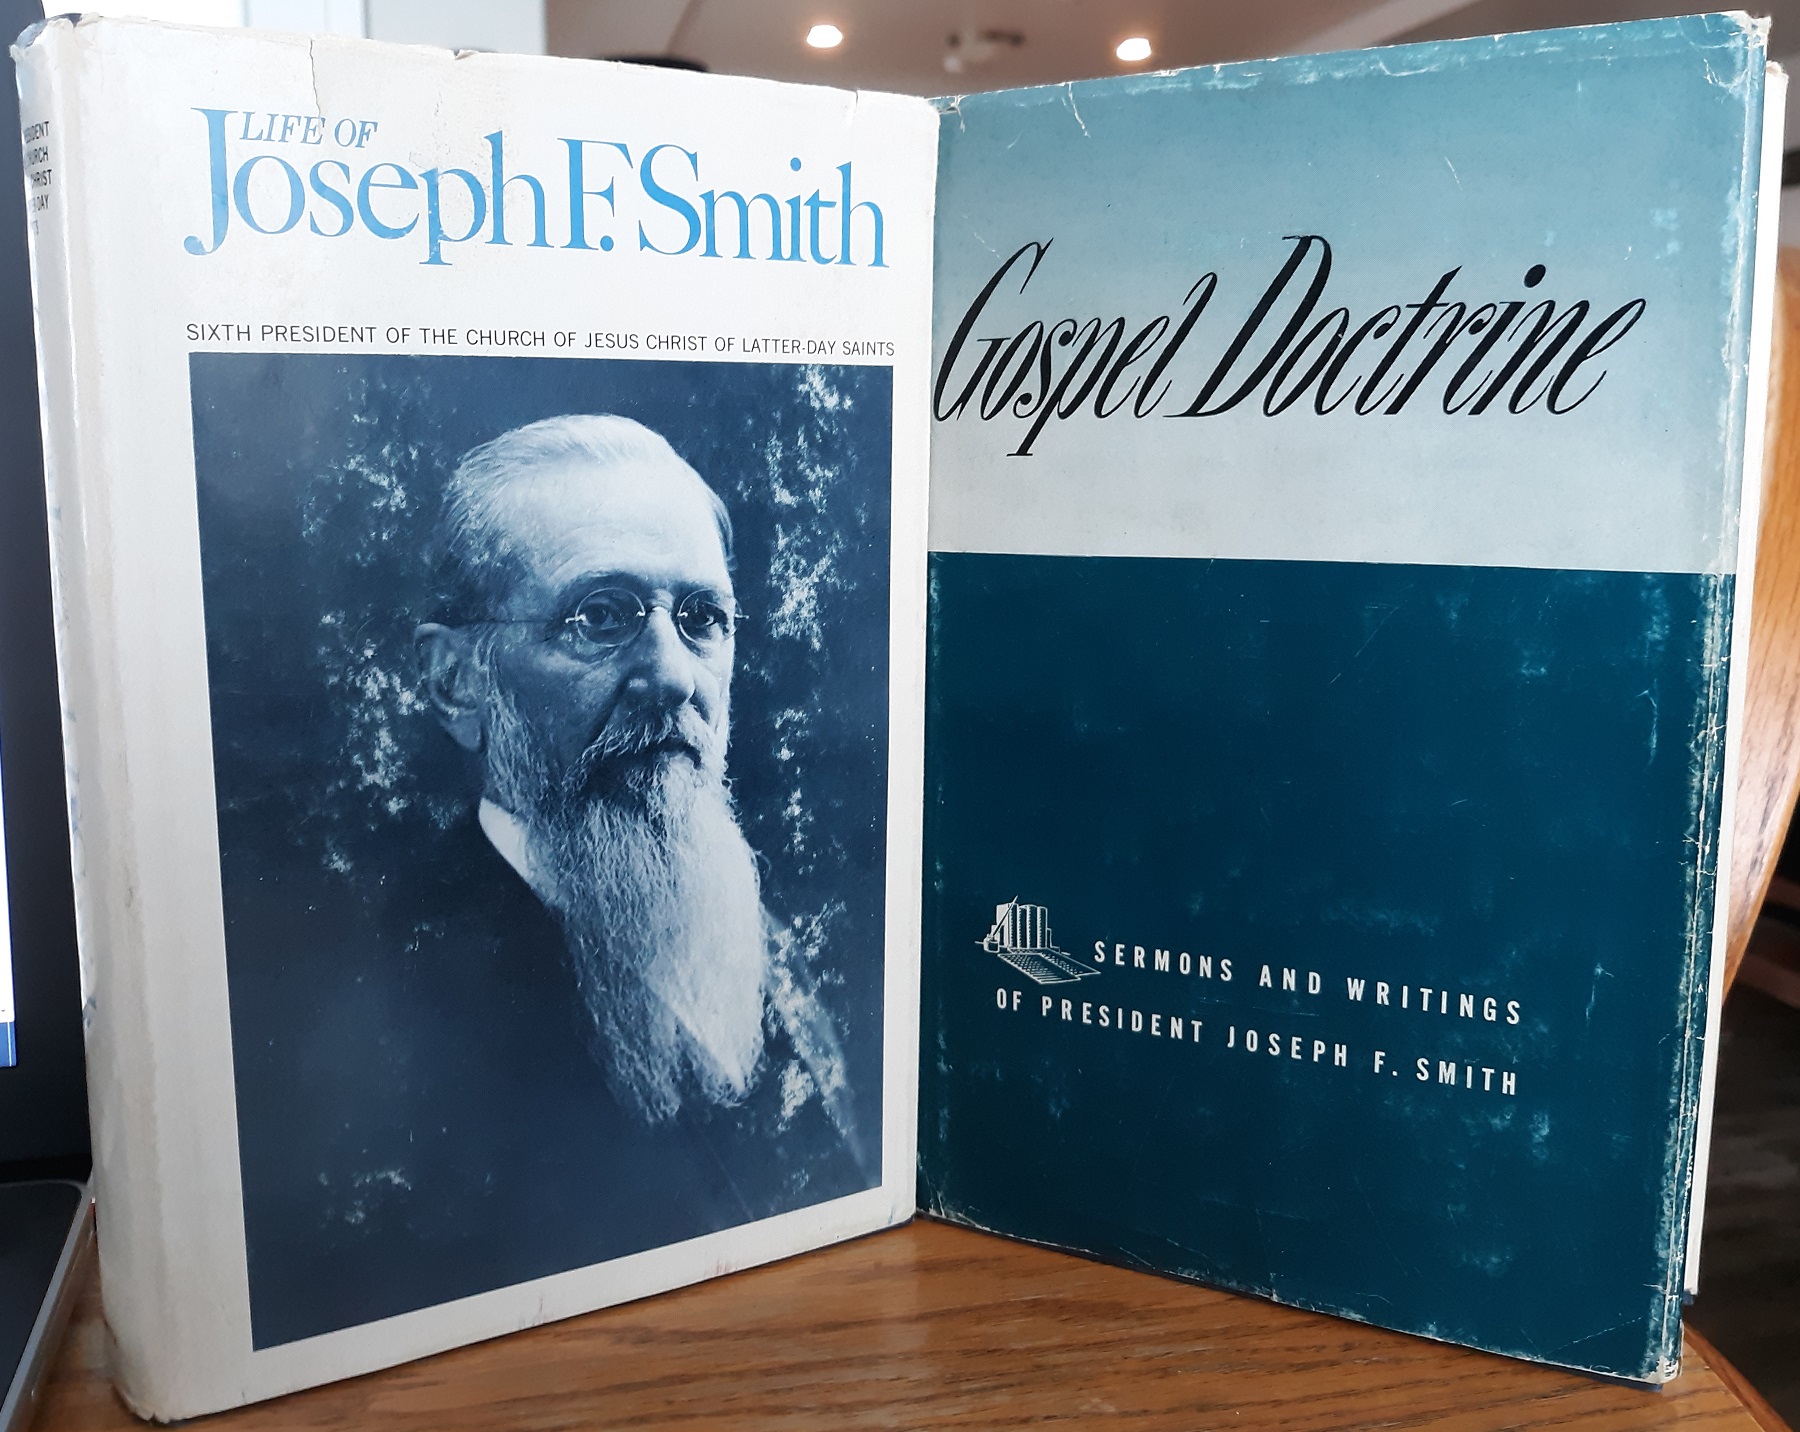 LIFE OF
Joseph F. Smith
SIXTH PRESIDENT OF THE CHURCH OF JESUS CHRIST OF LATTER-DAY SAINTS
Gospel Doctrine
SERMONS AND WRITINGS
OF PRESIDENT JOSEPH F. SMITH